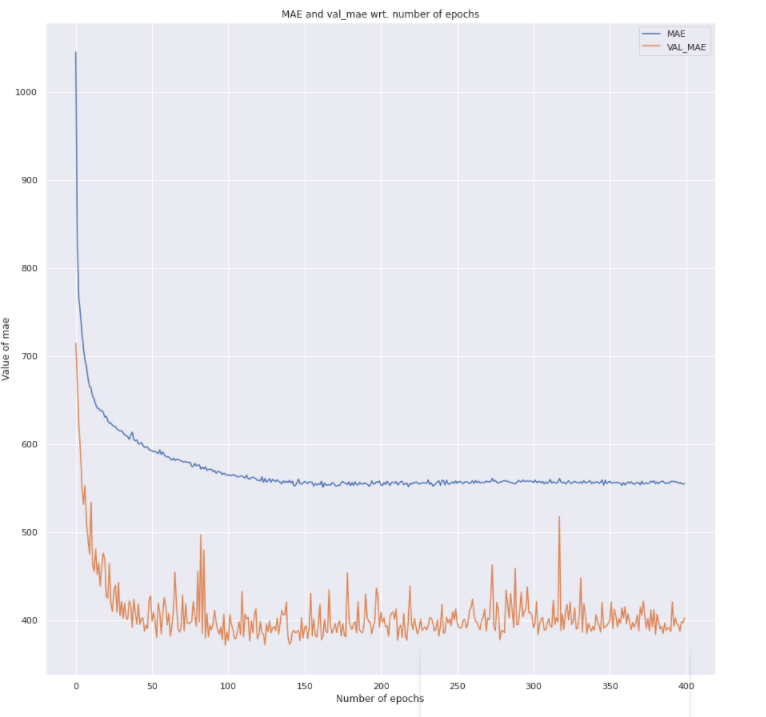 MAE and val_mae wrt. number of epochs
MAE
VAL_MAE
1000
900
800
700
600
500
400
Value of mae
0 50 100 150 200 250 300 350 400
Number of epochs